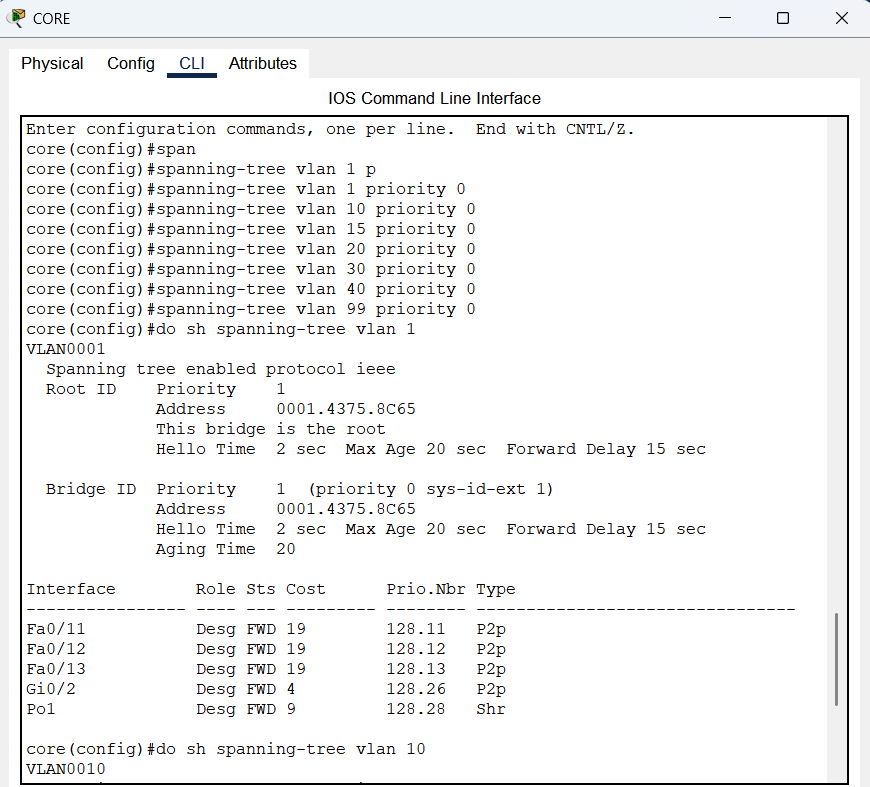 CORE
Physical Config CLI Attributes
IOS Command Line Interface
Enter configuration commands, one per line.  End with CNTL/Z.
core(config)#span
core(config)#spanning-tree vlan 1 p
core(config)#spanning-tree vlan 1 priority 0
core(config)#spanning-tree vlan 10 priority 0
core(config)#spanning-tree vlan 15 priority 0
core(config)#spanning-tree vlan 20 priority 0
core(config)#spanning-tree vlan 30 priority 0
core(config)#spanning-tree vlan 40 priority 0
core(config)#spanning-tree vlan 99 priority 0
core(config)#do sh spanning-tree vlan 1
VLAN0001
  Spanning tree enabled protocol ieee
  Root ID    Priority    1
             Address     0001.4375.8C65
             This bridge is the root
             Hello Time  2 sec  Max Age 20 sec  Forward Delay 15 sec
  Bridge ID  Priority    1  (priority 0 sys-id-ext 1)
             Address     0001.4375.8C65
             Hello Time  2 sec  Max Age 20 sec  Forward Delay 15 sec
             Aging Time  20
Interface        Role Sts Cost      Prio.Nbr Type
---------------- ---- --- --------- -------- --------------------------------
Fa0/11           Desg FWD 19        128.11   P2p
Fa0/12           Desg FWD 19        128.12   P2p
Fa0/13           Desg FWD 19        128.13   P2p
Gi0/2            Desg FWD 4         128.26   P2p
Po1              Desg FWD 9         128.28   Shr
core(config)#do sh spanning-tree vlan 10
VLAN0010